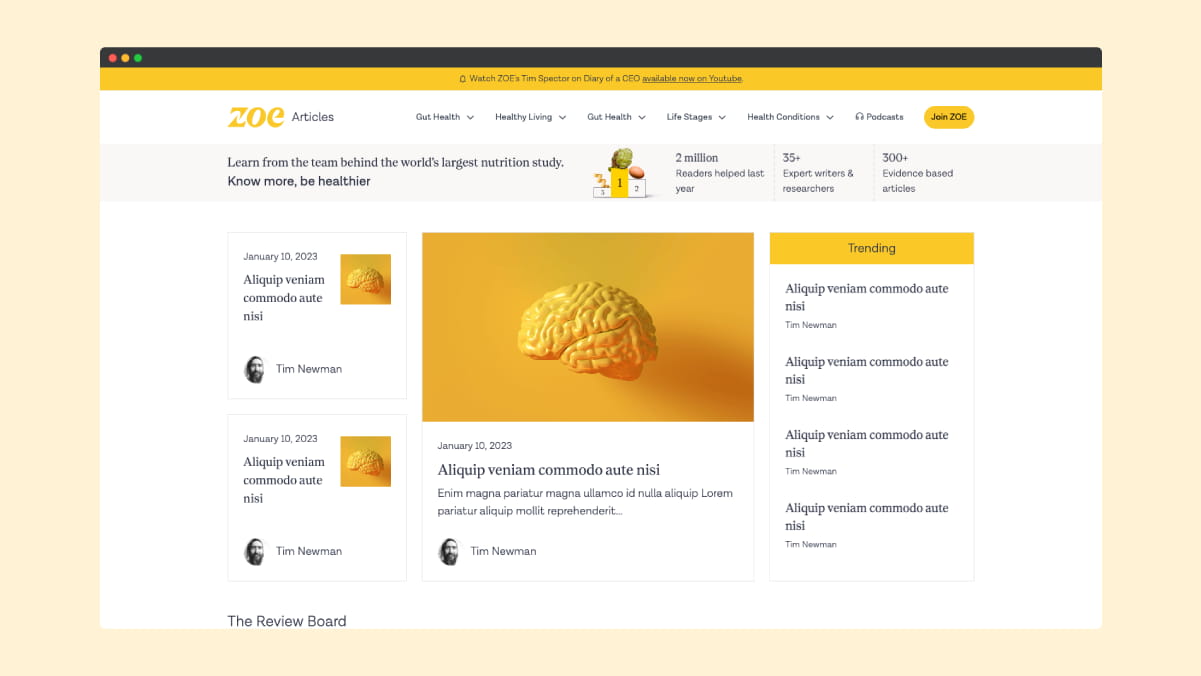 Watch ZOE's Tim Spector on Diary of a CEO available now on Youtube.
ZOE Articles
Gut Health
Healthy Living
Gut Health
Life Stages
Health Conditions
Podcasts
Join ZOE
Learn from the team behind the world's largest nutrition study.
Know more, be healthier
3
1
2
2 million
Readers helped last
year
35+
Expert writers &
researchers
300+
Evidence based
articles
January 10, 2023
Aliquip veniam
commodo aute
nisi
Tim Newman
January 10, 2023
Aliquip veniam
commodo aute
nisi
Tim Newman
January 10, 2023
Aliquip veniam commodo aute nisi
Enim magna pariatur magna ullamco id nulla aliquip Lorem
pariatur aliquip mollit reprehenderit...
Tim Newman
Trending
Aliquip veniam commodo aute
nisi
Tim Newman
Aliquip veniam commodo aute
nisi
Tim Newman
Aliquip veniam commodo aute
nisi
Tim Newman
Aliquip veniam commodo aute
nisi
Tim Newman
The Review Board